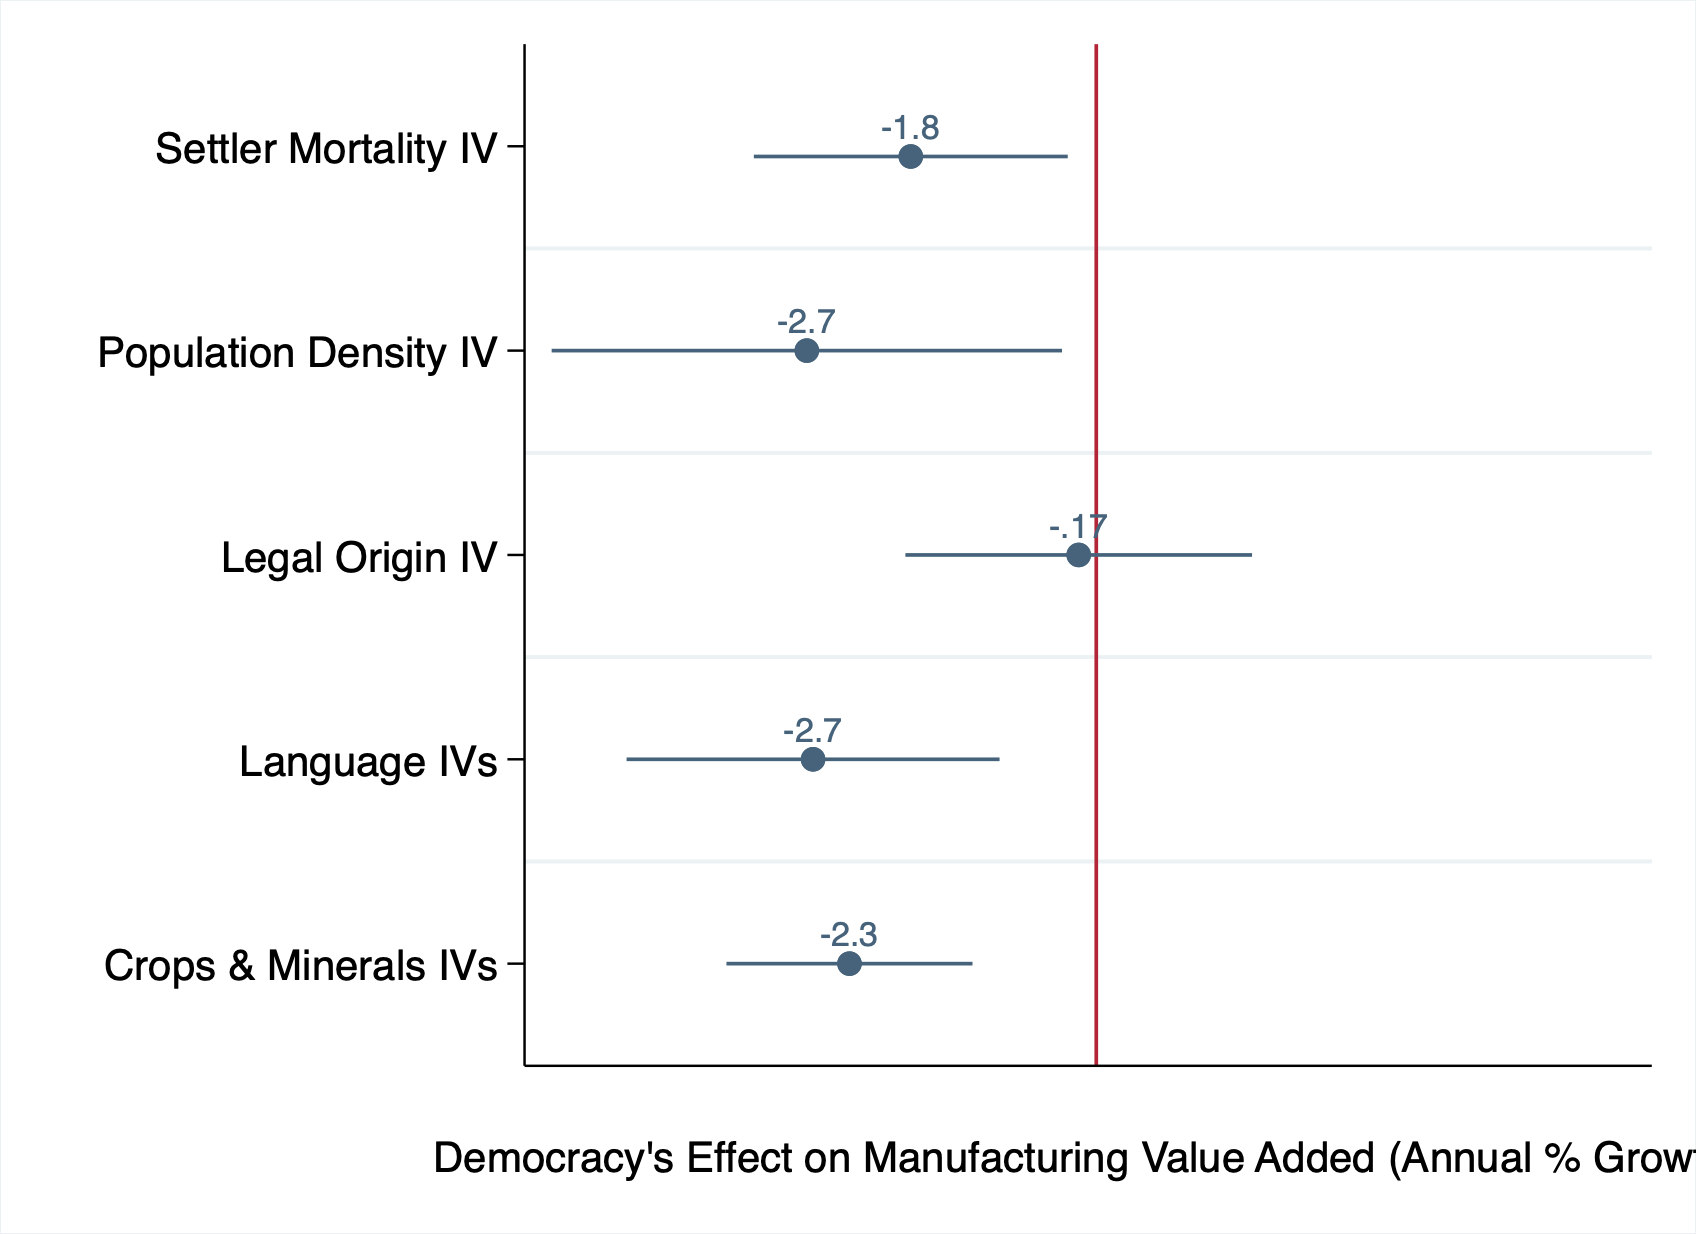 Settler Mortality IV
-1.8
Population Density IV
-2.7
Legal Origin IV
-.17
Language IVs
-2.7
Crops & Minerals IVs
-2.3
Democracy's Effect on Manufacturing Value Added (Annual % Grow